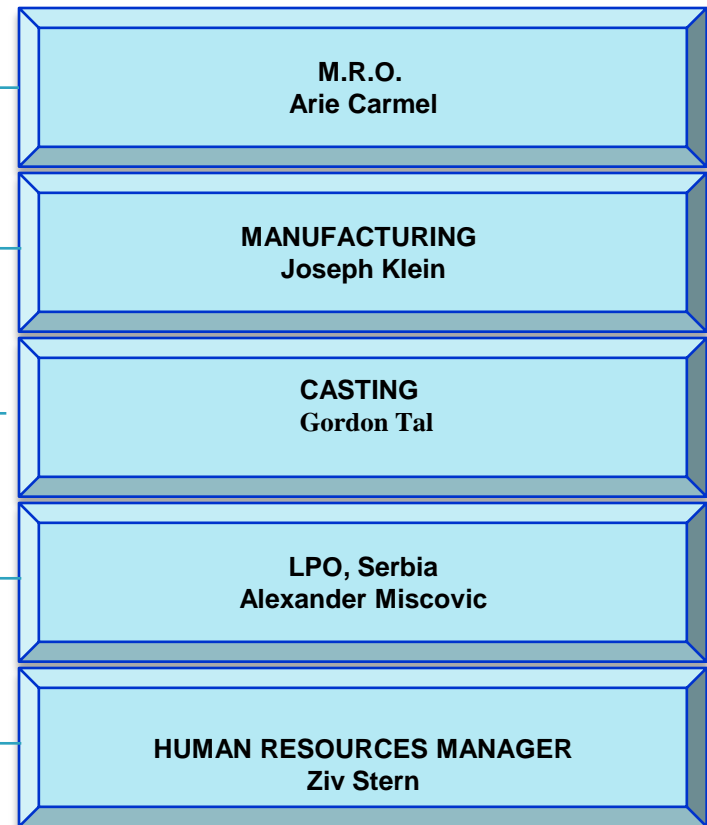 M.R.O.
Arie Carmel
MANUFACTURING
Joseph Klein
CASTING
Gordon Tal
LPO, Serbia
Alexander Miscovic
HUMAN RESOURCES MANAGER
Ziv Stern